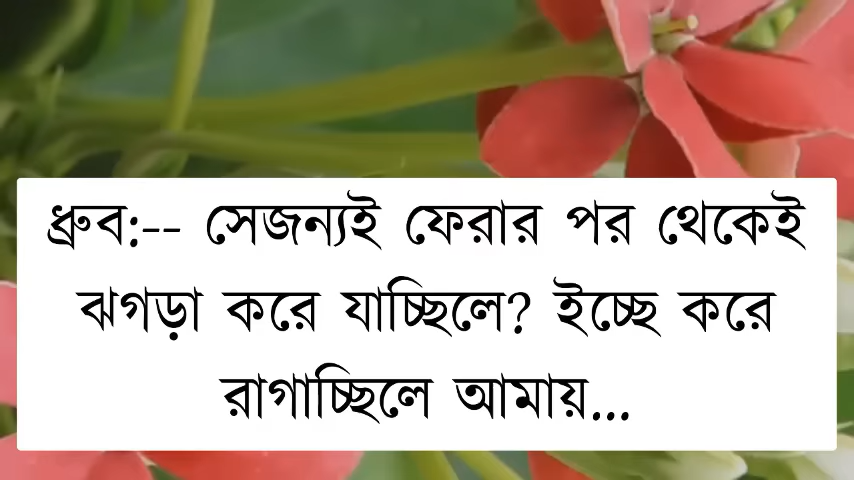 ধ্রুব:-- সেজন্যই ফেরার পর থেকেই
ঝগড়া করে যাচ্ছিলে? ইচ্ছে করে
রাগাচ্ছিলে আমায়...